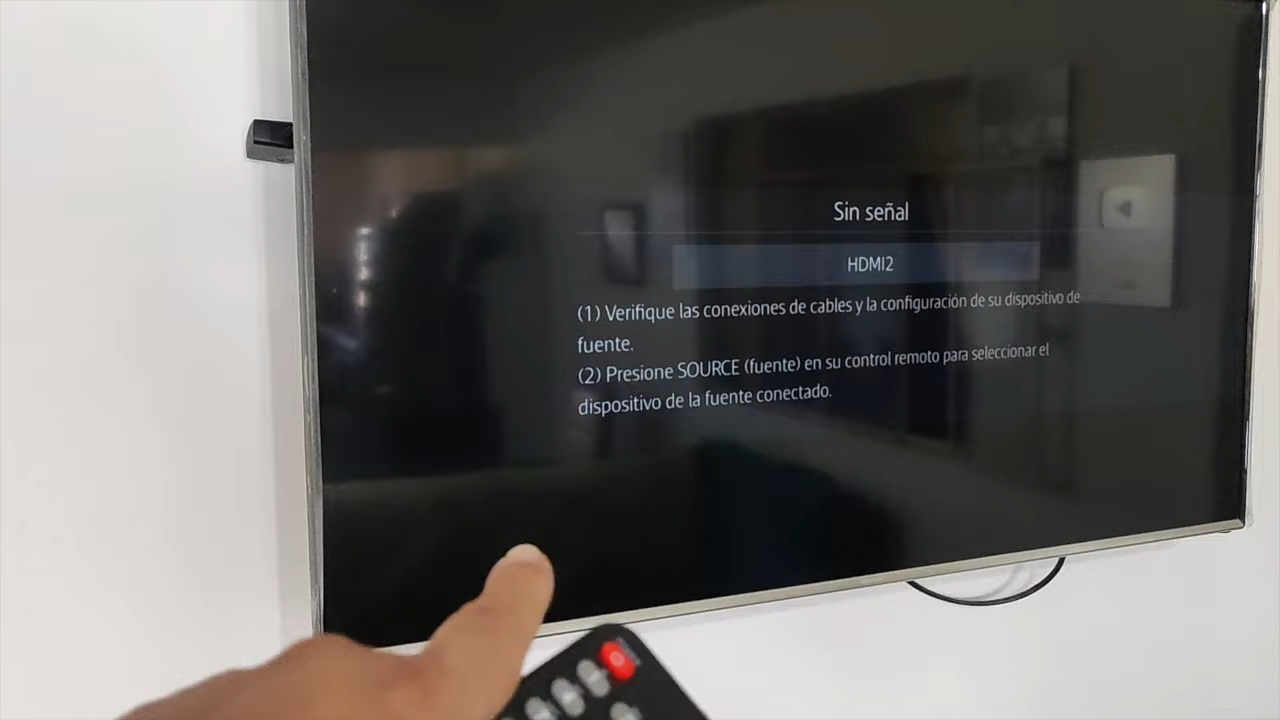 Sin señal
HDMI2
(1) Verifique las conexiones de cables y la configuración de su dispositivo de
fuente.
(2) Presione SOURCE (fuente) en su control remoto para seleccionar el
dispositivo de la fuente conectado.